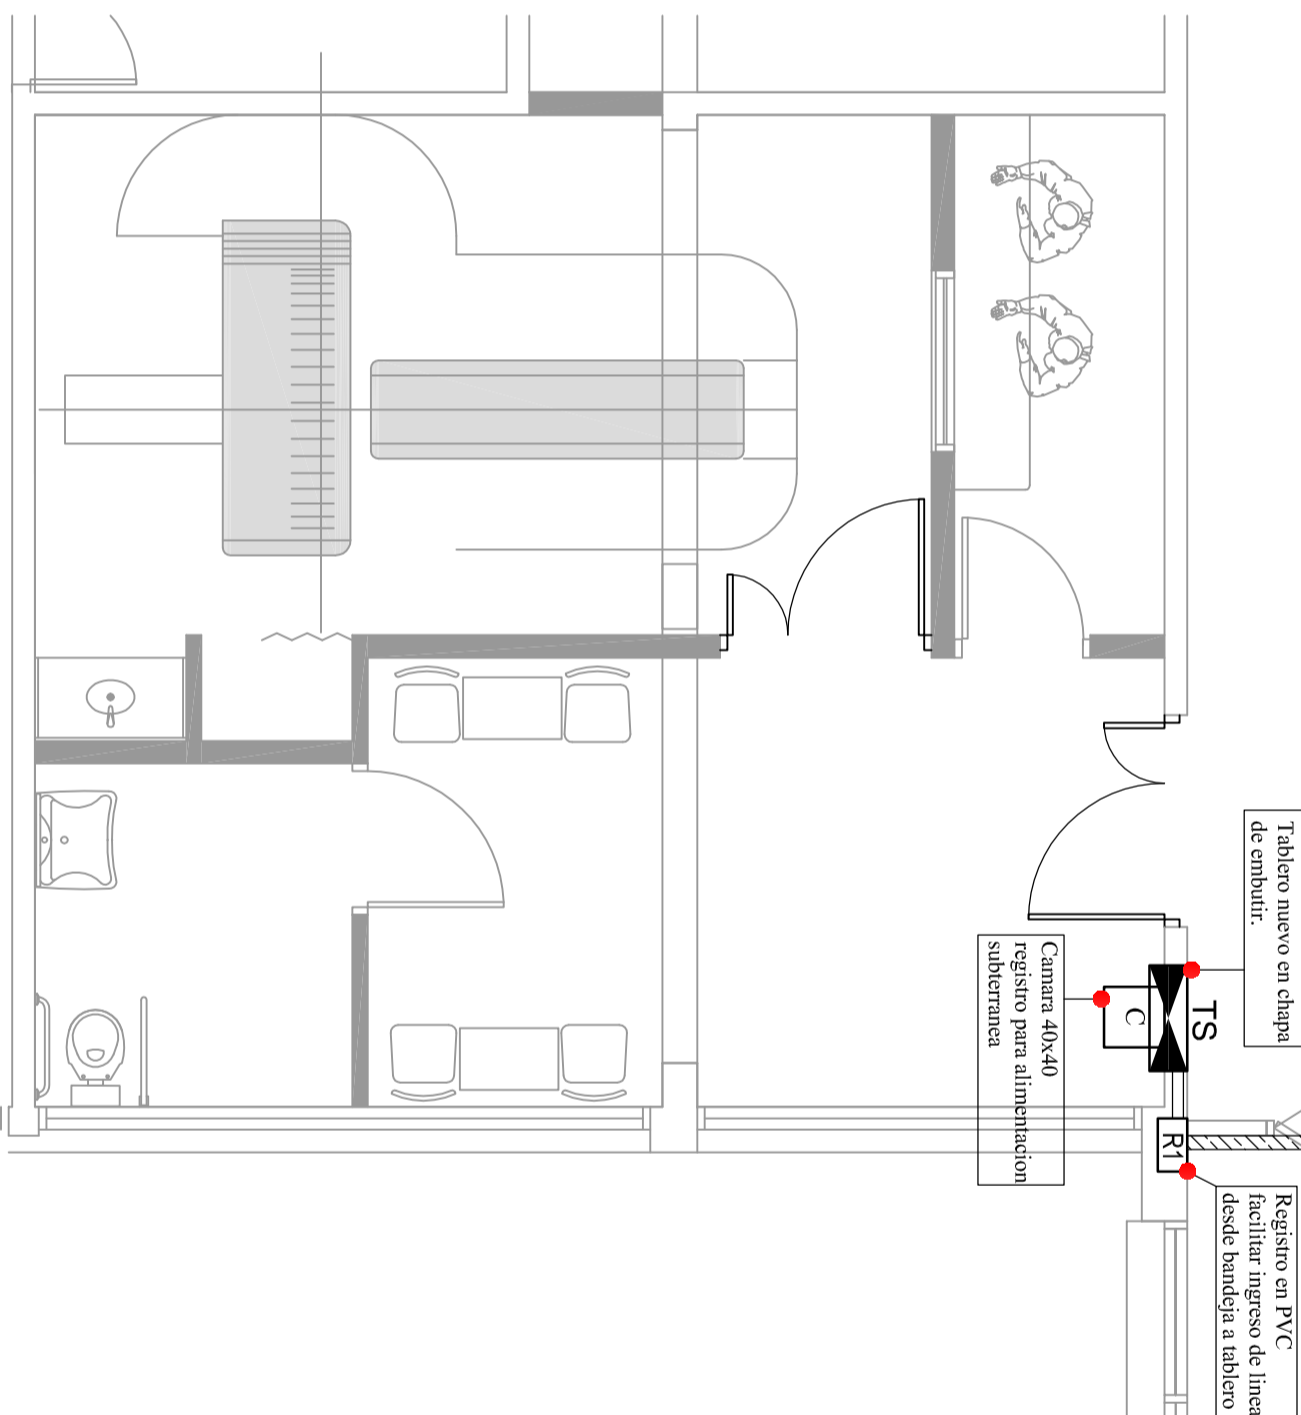 Tablero nuevo en chapa
de embutir.
TS
C
Camara 40x40
registro para alimentacion
subterranea
R1
Registro en PVC
facilitar ingreso de linea
desde bandeja a tablero